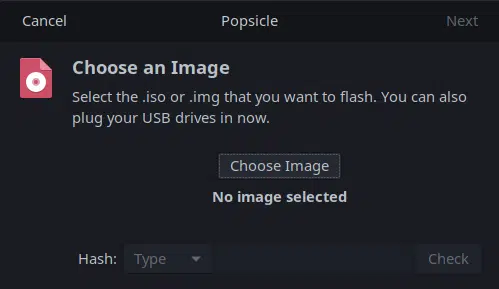 Cancel Popsicle Next
Choose an Image
Select the .iso or .img that you want to flash. You can also
plug your USB drives in now.
Choose Image
No image selected
Hash: Type Check